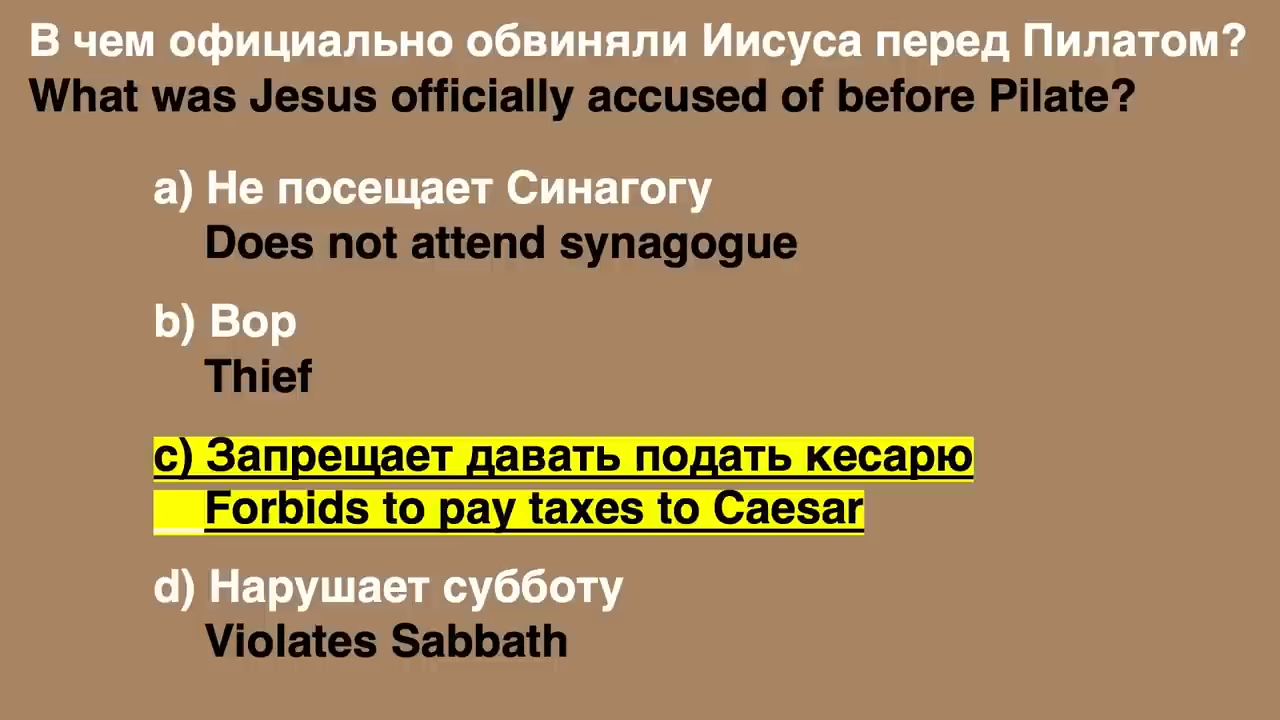 В чем официально обвиняли Иисуса перед Пилатом?
What was Jesus officially accused of before Pilate?
a) Не посещает Синагогу
Does not attend synagogue
b) Вор
Thief
c) Запрещает давать подать кесарю
Forbids to pay taxes to Caesar
d) Нарушает субботу
Violates Sabbath